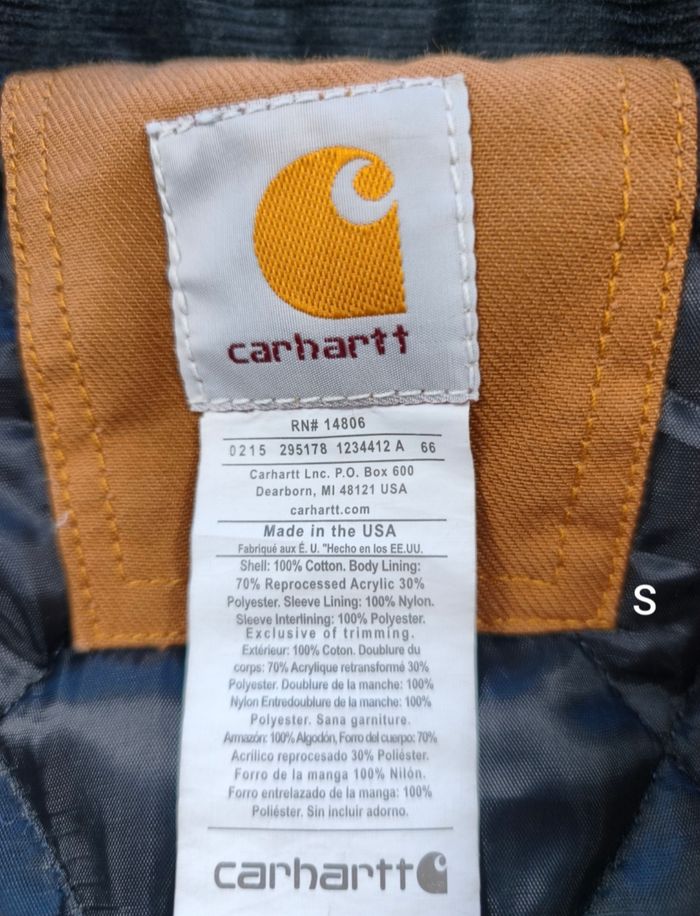 carhartt
RN# 14806
0215 295178 1234412 A 66
Carhartt Lnc. P.O. Box 600
Dearborn, MI 48121 USA
carhartt.com
Made in the USA
Fabriqué aux É. U. "Hecho en los EE.UU.
Shell: 100% Cotton. Body Lining:
70% Reprocessed Acrylic 30%
Polyester. Sleeve Lining: 100% Nylon.
Sleeve Interlining: 100% Polyester.
Exclusive of trimming.
Extérieur: 100% Coton. Doublure du
corps: 70% Acrylique retransformé 30%
Polyester. Doublure de la manche: 100%
Nylon Entredoublure de la manche: 100%
Polyester. Sana garniture.
Armazón: 100% Algodón, Forro del cuerpo: 70%
Acrílico reprocesado 30% Poliéster.
Forro de la manga 100% Nilón.
Forro entrelazado de la manga: 100%
Poliéster. Sin incluir adorno.
carhartt
S